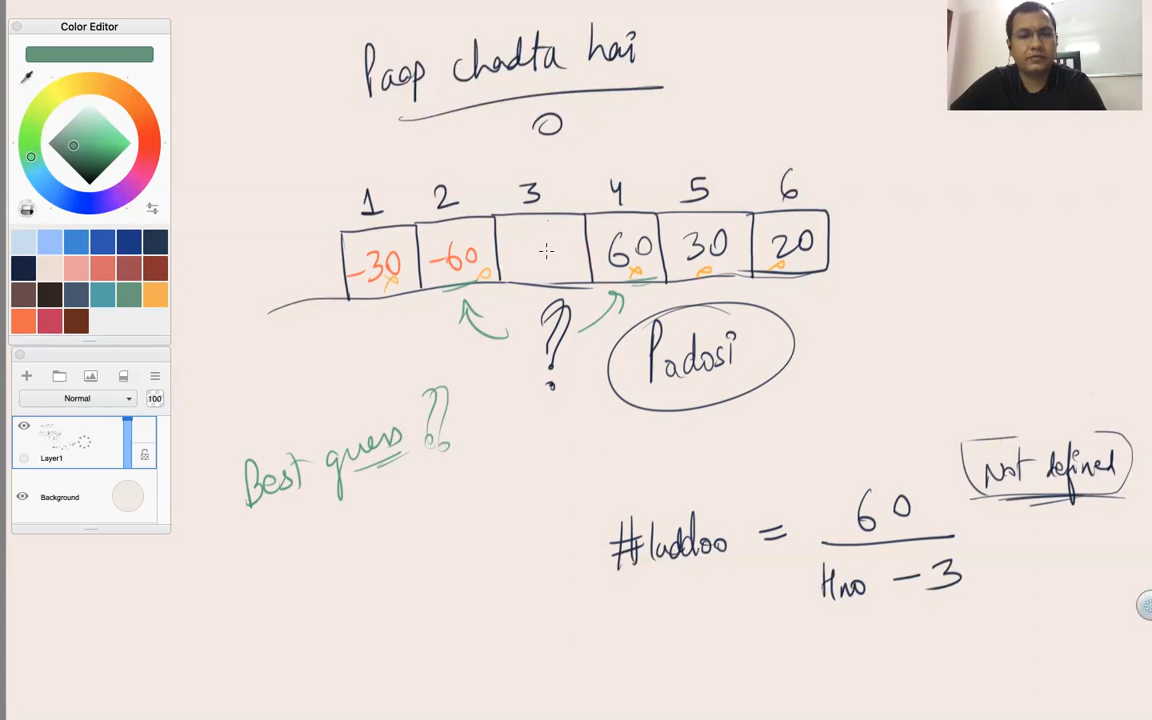 Color Editor
Paap chadta hai
0
1 2 3 4 5 6
-30 -60 60 30 20
?
Padosi
Normal
100
Layer1
Background
Best guess ??
Not defined
#laddoo = 60
Hno - 3